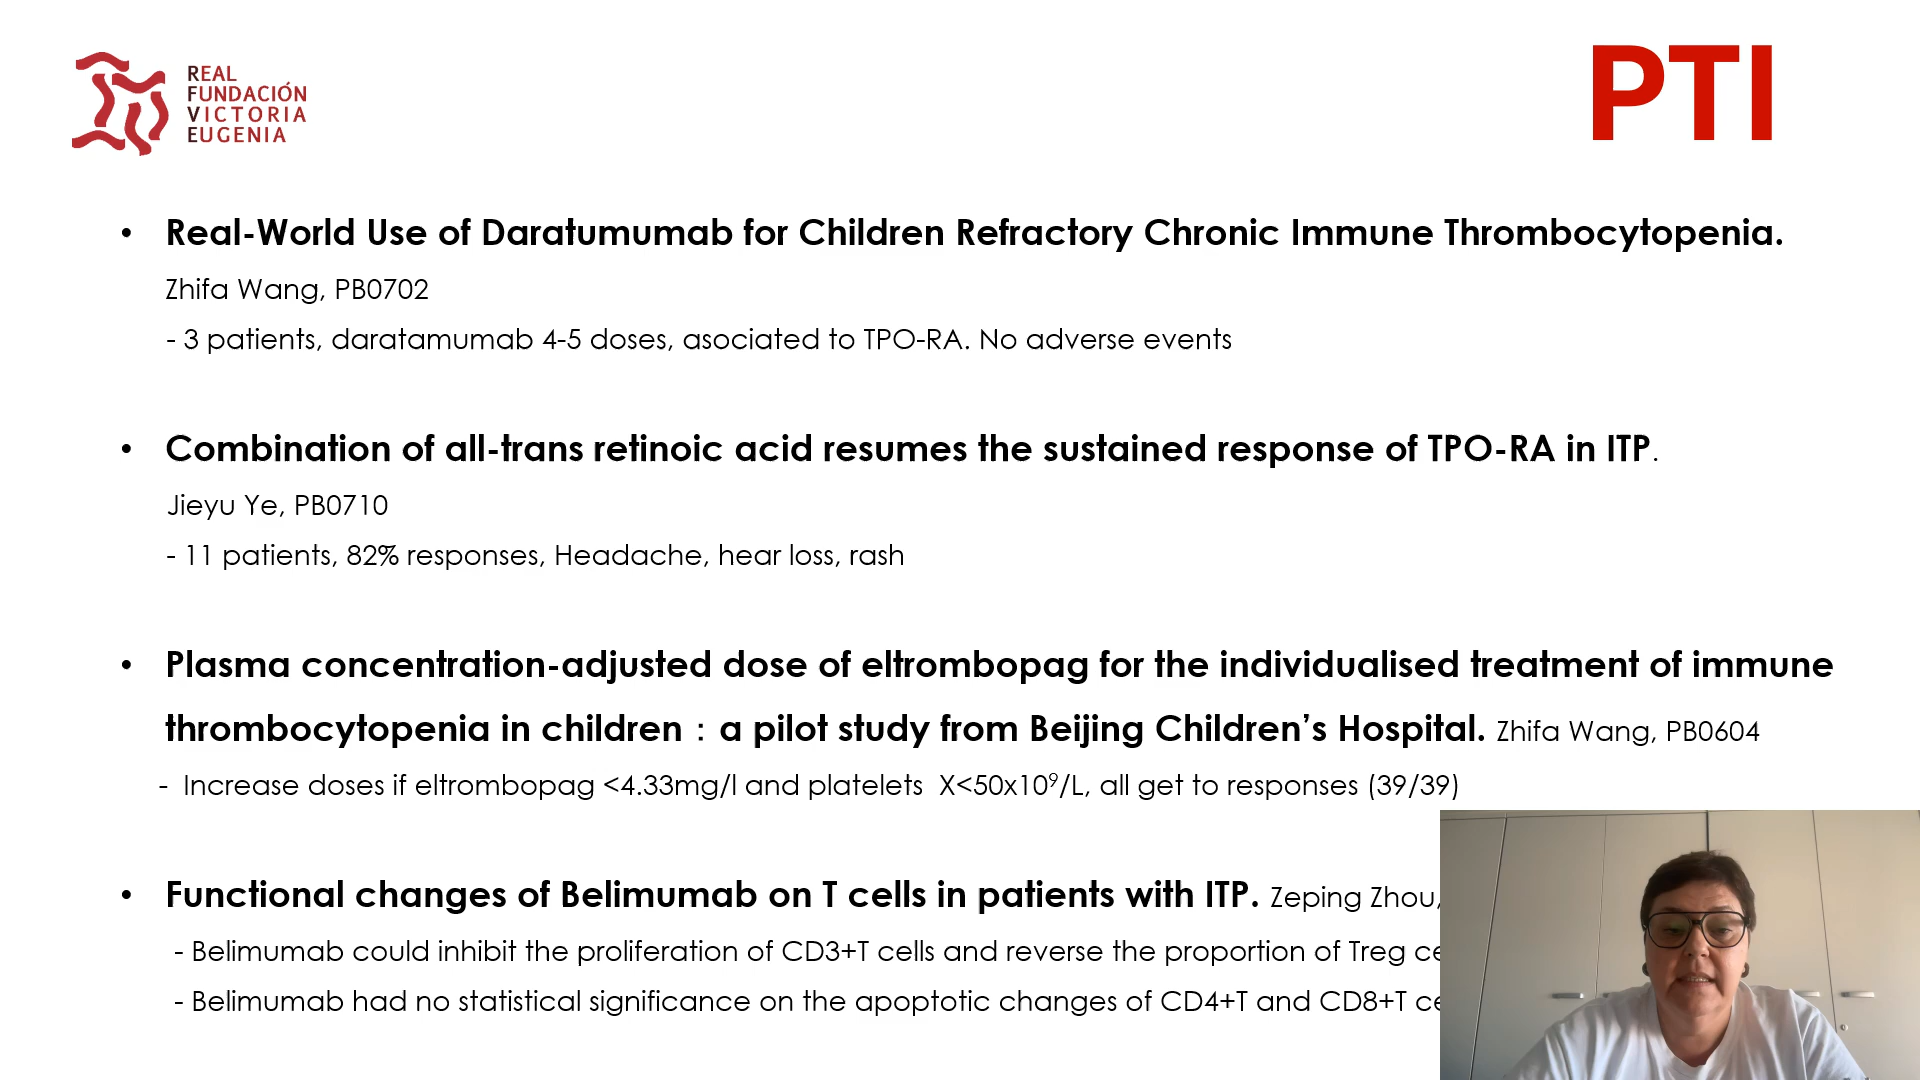 REAL
FUNDACIÓN
VICTORIA
EUGENIA
PTI
• Real-World Use of Daratumumab for Children Refractory Chronic Immune Thrombocytopenia.
Zhifa Wang, PB0702
- 3 patients, daratamumab 4-5 doses, asociated to TPO-RA. No adverse events
• Combination of all-trans retinoic acid resumes the sustained response of TPO-RA in ITP.
Jieyu Ye, PB0710
- 11 patients, 82% responses, Headache, hear loss, rash
• Plasma concentration-adjusted dose of eltrombopag for the individualised treatment of immune
thrombocytopenia in children : a pilot study from Beijing Children’s Hospital. Zhifa Wang, PB0604
- Increase doses if eltrombopag <4.33mg/l and platelets X<50x10⁹/L, all get to responses (39/39)
• Functional changes of Belimumab on T cells in patients with ITP. Zeping Zhou,
- Belimumab could inhibit the proliferation of CD3+T cells and reverse the proportion of Treg
- Belimumab had no statistical significance on the apoptotic changes of CD4+T and CD8+T